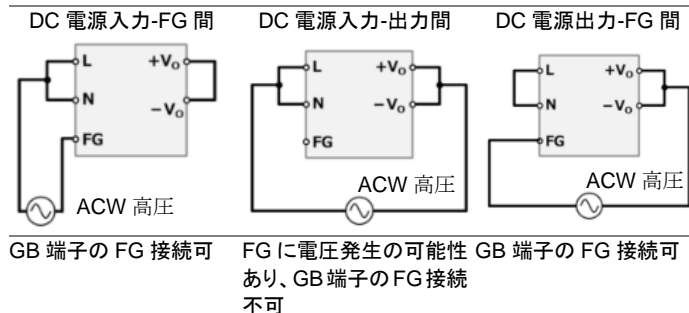 DC 電源入力-FG 間
DC 電源入力-出力間
DC 電源出力-FG 間
L
+Vo
N
−Vo
FG
ACW 高圧
L
+Vo
N
−Vo
FG
ACW 高圧
L
+Vo
N
−Vo
FG
ACW 高圧
GB 端子の FG 接続可
FG に電圧発生の可能性
あり、GB 端子の FG 接続
不可
GB 端子の FG 接続可